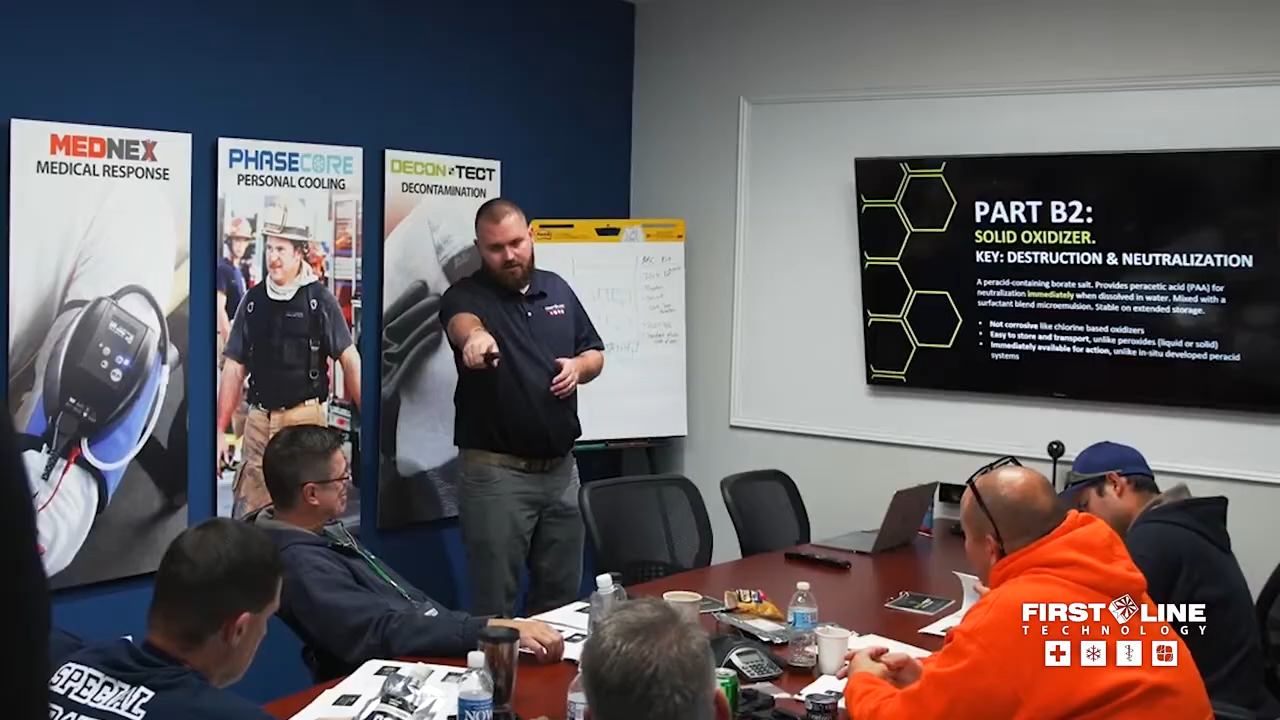 MEDNEX
MEDICAL RESPONSE
PHASECORE
PERSONAL COOLING
DECON TECT
DECONTAMINATION
PART B2:
SOLID OXIDIZER.
KEY: DESTRUCTION & NEUTRALIZATION
A peracid-containing borate salt. Provides peracetic acid (PAA) for
neutralization immediately when dissolved in water. Mixed with a
surfactant blend microemulsion. Stable on extended storage.
• Not corrosive like chlorine based oxidizers
• Easy to store and transport, unlike peroxides (liquid or solid)
• Immediately available for action, unlike in-situ developed peracid
systems
SPECIAL
FIRST LINE
TECHNOLOGY